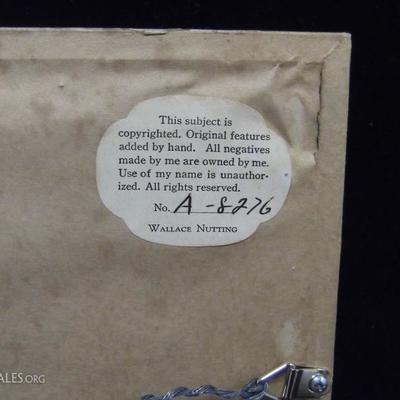 This subject is
copyrighted. Original features
added by hand. All negatives
made by me are owned by me.
Use of my name is unauthor-
ized. All rights reserved.
No. A-8276
WALLACE NUTTING
ALES.ORG